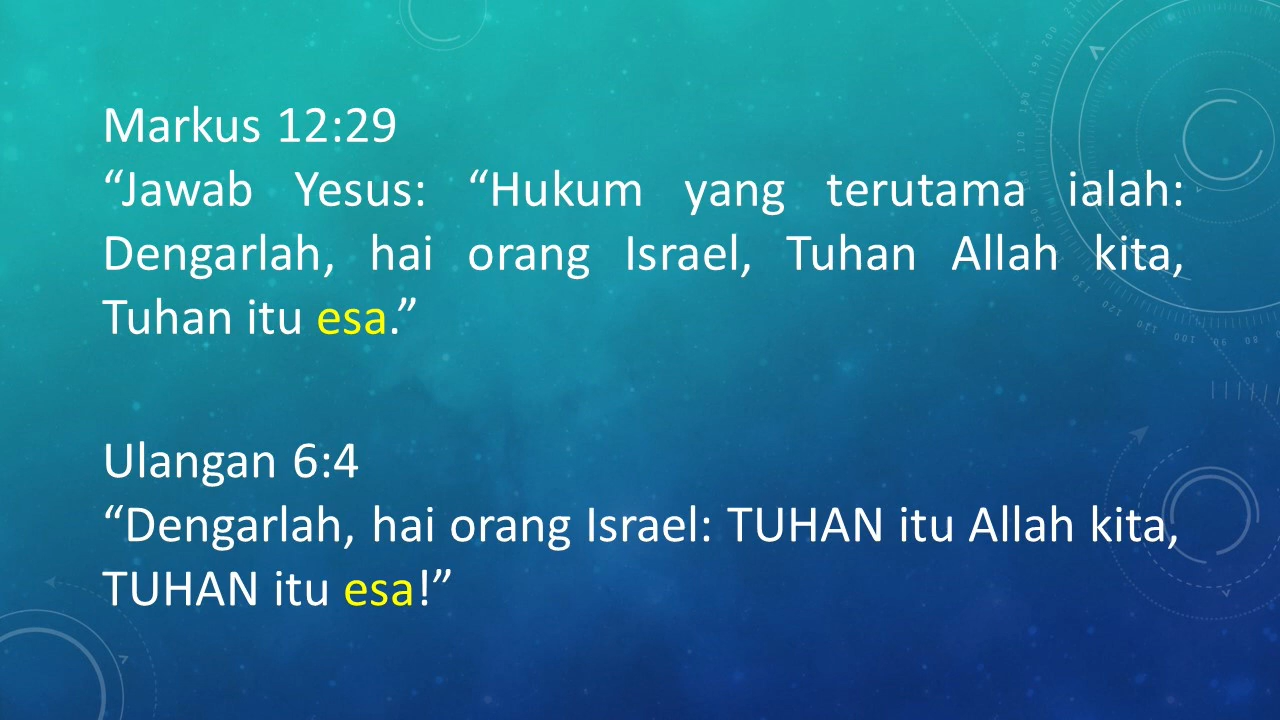 Markus 12:29
“Jawab Yesus: “Hukum yang terutama ialah:
Dengarlah, hai orang Israel, Tuhan Allah kita,
Tuhan itu esa.”
Ulangan 6:4
“Dengarlah, hai orang Israel: TUHAN itu Allah kita,
TUHAN itu esa!”